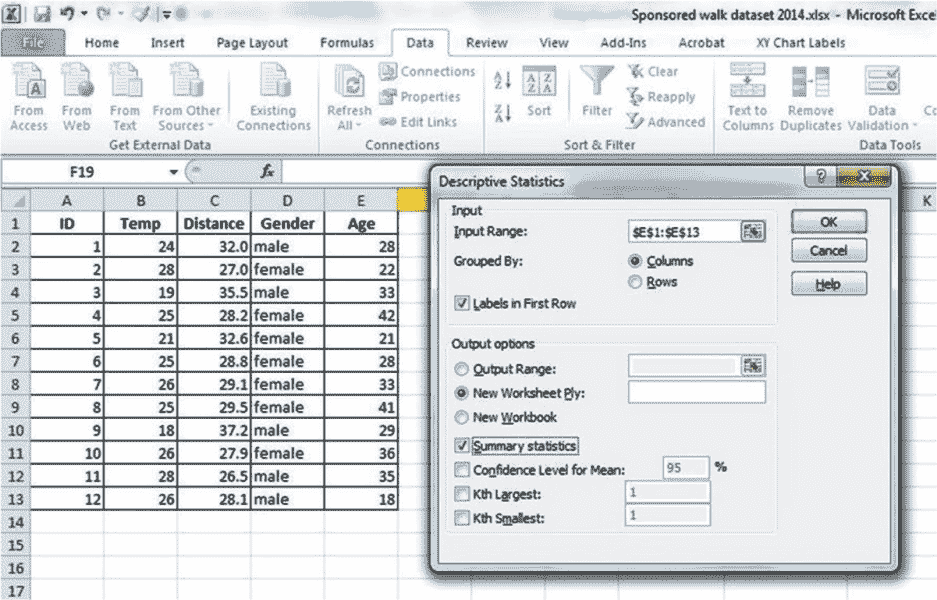 Sponsored walk dataset 2014.xlsx - Microsoft Exce
File Home Insert Page Layout Formulas Data Review View Add-Ins Acrobat XY Chart Labels
From Access
From Web
From Text
From Other Sources
Existing Connections
Get External Data
Refresh All
Connections
Properties
Edit Links
Connections
Sort
Filter
Clear
Reapply
Advanced
Sort & Filter
Text to Columns
Remove Duplicates
Data Validation
Co
Data Tools
F19 fx
A B C D E K
1 ID Temp Distance Gender Age
2 1 24 32.0 male 28
3 2 28 27.0 female 22
4 3 19 35.5 male 33
5 4 25 28.2 female 42
6 5 21 32.6 female 21
7 6 25 28.8 female 28
8 7 26 29.1 female 33
9 8 25 29.5 female 41
10 9 18 37.2 male 29
11 10 26 27.9 female 36
12 11 28 26.5 male 35
13 12 26 28.1 male 18
14
15
16
17
Descriptive Statistics ?
Input
Input Range: $E$1:$E$13
Grouped By: Columns
Rows
Labels in First Row
Output options
Output Range:
New Worksheet Ply:
New Workbook
Summary statistics
Confidence Level for Mean: 95 %
Kth Largest: 1
Kth Smallest: 1
OK
Cancel
Help